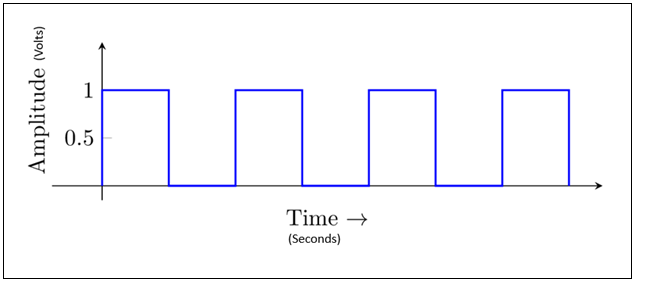 Amplitude (Volts)
1
0.5
Time →
(Seconds)